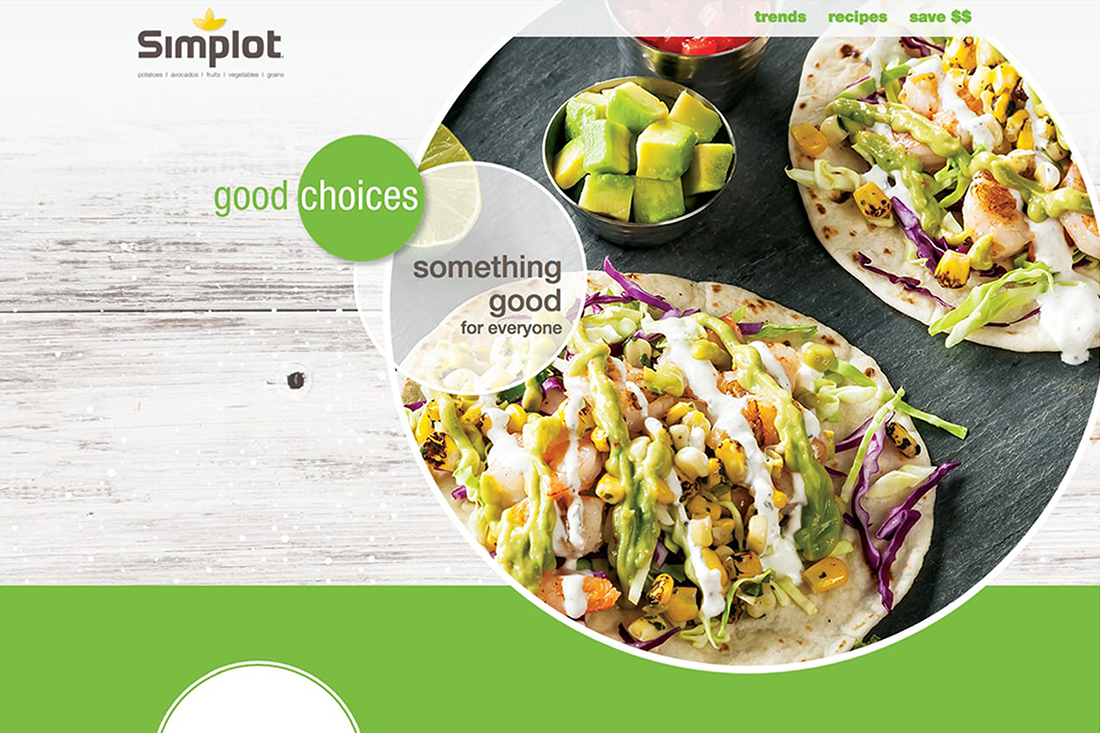 trends recipes save $$
Simplot
potatoes | avocados | fruits | vegetables | grains
good choices
something
good
for everyone